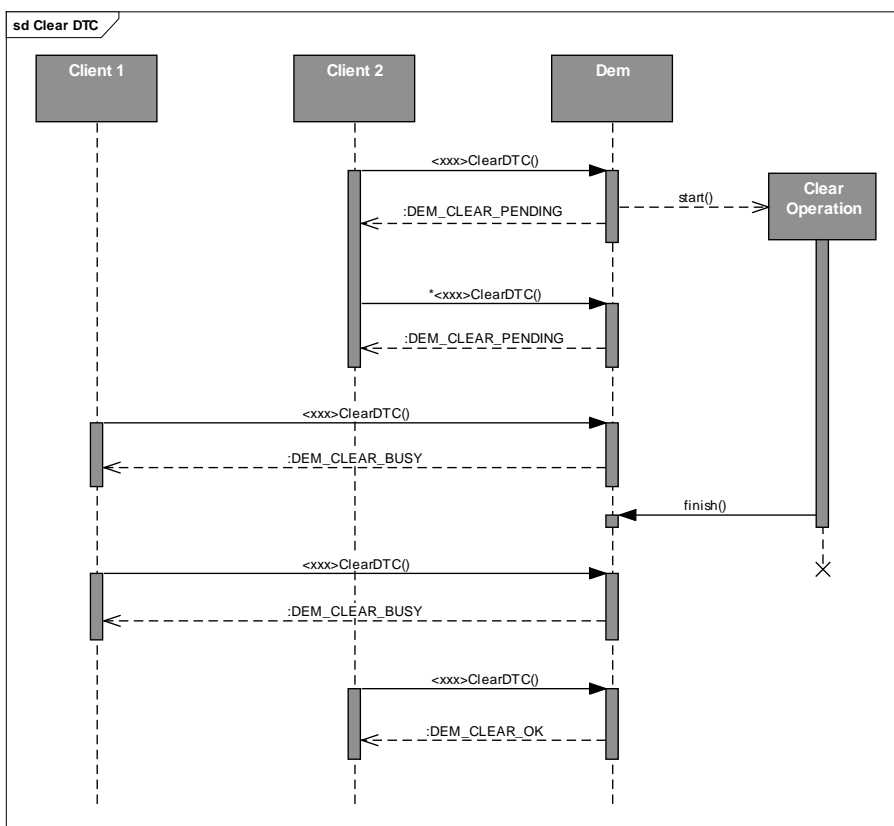 sd Clear DTC
Client 1
Client 2
Dem
<xxx>ClearDTC()
Clear
Operation
start()
:DEM_CLEAR_PENDING
*<xxx>ClearDTC()
:DEM_CLEAR_PENDING
<xxx>ClearDTC()
:DEM_CLEAR_BUSY
finish()
<xxx>ClearDTC()
:DEM_CLEAR_BUSY
<xxx>ClearDTC()
:DEM_CLEAR_OK